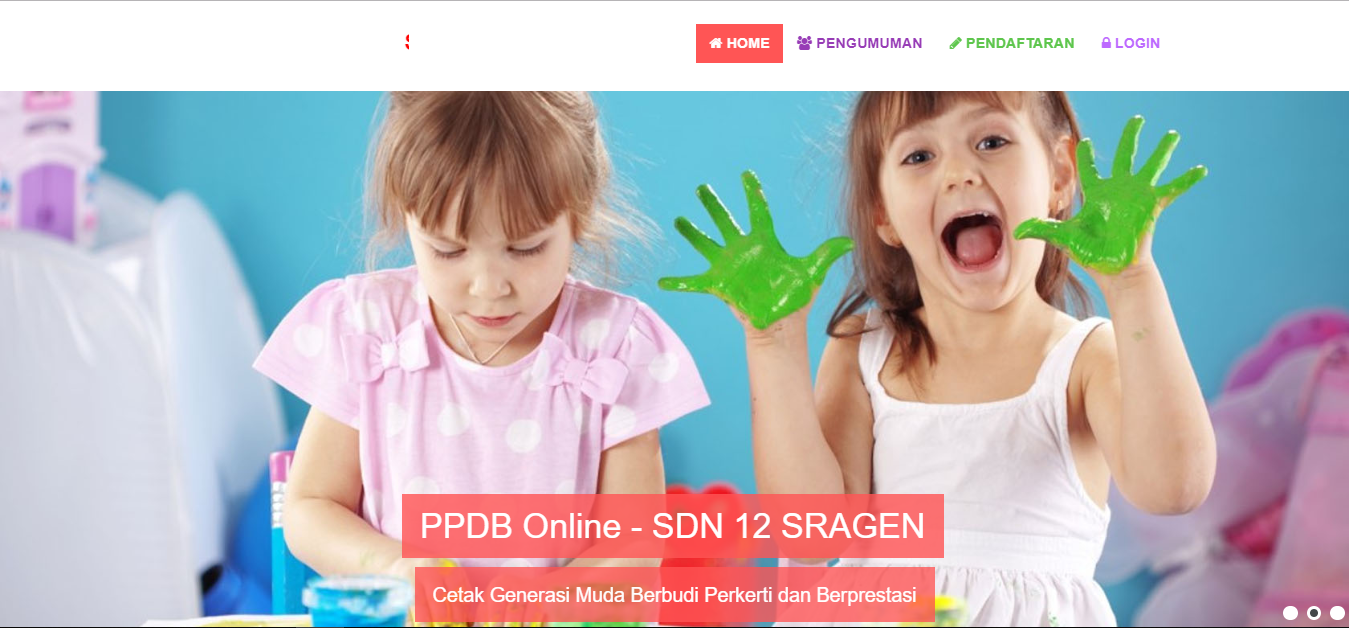 S
HOME
PENGUMUMAN
PENDAFTARAN
LOGIN
PPDB Online - SDN 12 SRAGEN
Cetak Generasi Muda Berbudi Perkerti dan Berprestasi